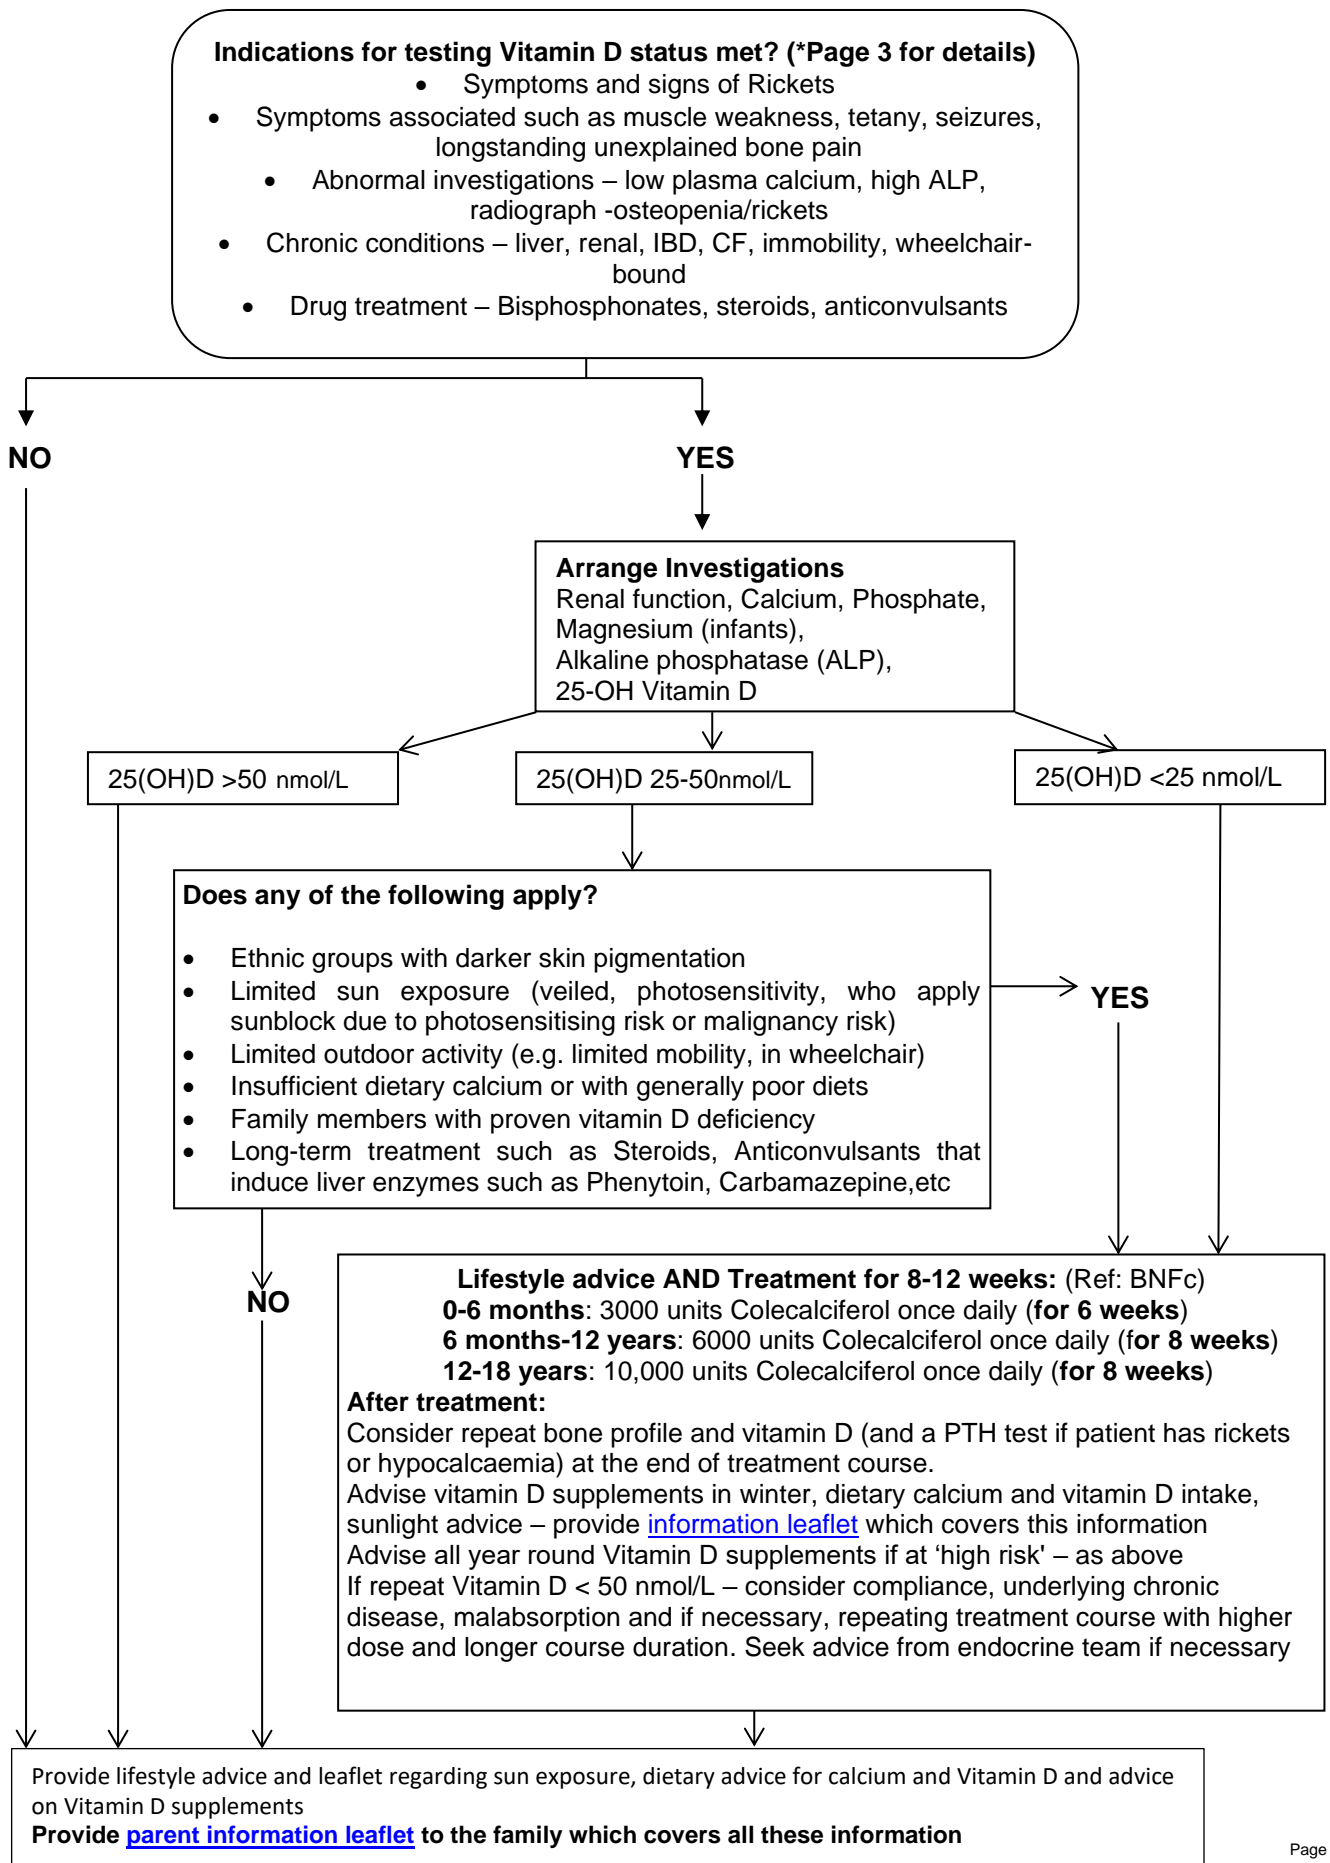 Indications for testing Vitamin D status met? (*Page 3 for details)
• Symptoms and signs of Rickets
• Symptoms associated such as muscle weakness, tetany, seizures,
longstanding unexplained bone pain
• Abnormal investigations – low plasma calcium, high ALP,
radiograph -osteopenia/rickets
• Chronic conditions – liver, renal, IBD, CF, immobility, wheelchair-
bound
• Drug treatment – Bisphosphonates, steroids, anticonvulsants
NO
YES
Arrange Investigations
Renal function, Calcium, Phosphate,
Magnesium (infants),
Alkaline phosphatase (ALP),
25-OH Vitamin D
25(OH)D >50 nmol/L
25(OH)D 25-50nmol/L
25(OH)D <25 nmol/L
Does any of the following apply?
• Ethnic groups with darker skin pigmentation
• Limited sun exposure (veiled, photosensitivity, who apply
sunblock due to photosensitising risk or malignancy risk)
• Limited outdoor activity (e.g. limited mobility, in wheelchair)
• Insufficient dietary calcium or with generally poor diets
• Family members with proven vitamin D deficiency
• Long-term treatment such as Steroids, Anticonvulsants that
induce liver enzymes such as Phenytoin, Carbamazepine,etc
YES
NO
Lifestyle advice AND Treatment for 8-12 weeks: (Ref: BNFc)
0-6 months: 3000 units Colecalciferol once daily (for 6 weeks)
6 months-12 years: 6000 units Colecalciferol once daily (for 8 weeks)
12-18 years: 10,000 units Colecalciferol once daily (for 8 weeks)
After treatment:
Consider repeat bone profile and vitamin D (and a PTH test if patient has rickets
or hypocalcaemia) at the end of treatment course.
Advise vitamin D supplements in winter, dietary calcium and vitamin D intake,
sunlight advice – provide information leaflet which covers this information
Advise all year round Vitamin D supplements if at ‘high risk' – as above
If repeat Vitamin D < 50 nmol/L – consider compliance, underlying chronic
disease, malabsorption and if necessary, repeating treatment course with higher
dose and longer course duration. Seek advice from endocrine team if necessary
Provide lifestyle advice and leaflet regarding sun exposure, dietary advice for calcium and Vitamin D and advice
on Vitamin D supplements
Provide parent information leaflet to the family which covers all these information
Page